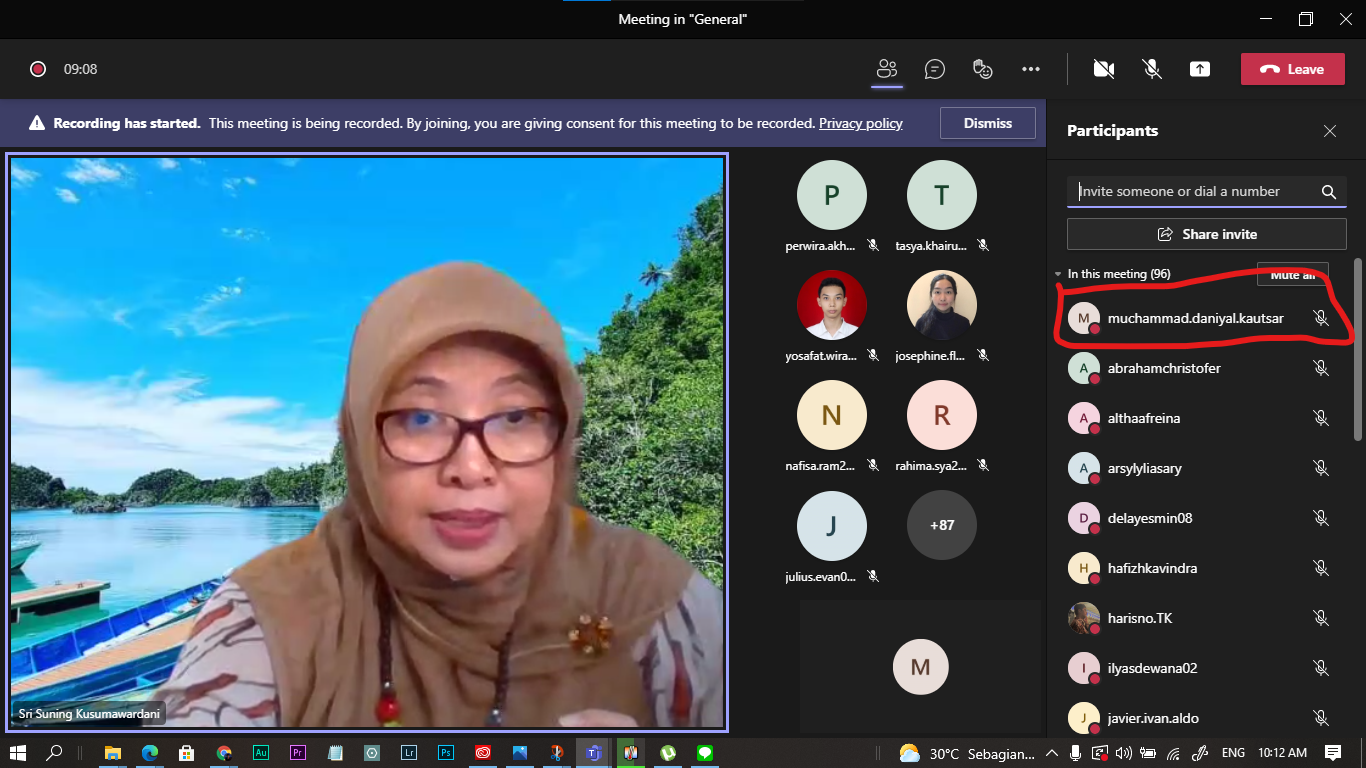 Meeting in "General"
09:08
Leave
Recording has started. This meeting is being recorded. By joining, you are giving consent for this meeting to be recorded. Privacy policy
Dismiss
Sri Suning Kusumawardani
P
perwira.akh...
T
tasya.khairu...
yosafat.wira...
josephine.fl...
N
nafisa.ram2...
R
rahima.sya2...
J
julius.evan0...
+87
M
Participants
Invite someone or dial a number
Share invite
In this meeting (96)
Mute all
M
muchammad.daniyal.kautsar
A
abrahamchristofer
A
althaafreina
A
arsylyliasary
D
delayesmin08
H
hafizhkavindra
harisno.TK
I
ilyasdewana02
J
javier.ivan.aldo
Au
Pr
Lr
Ps
30°C Sebagian...
ENG
10:12 AM